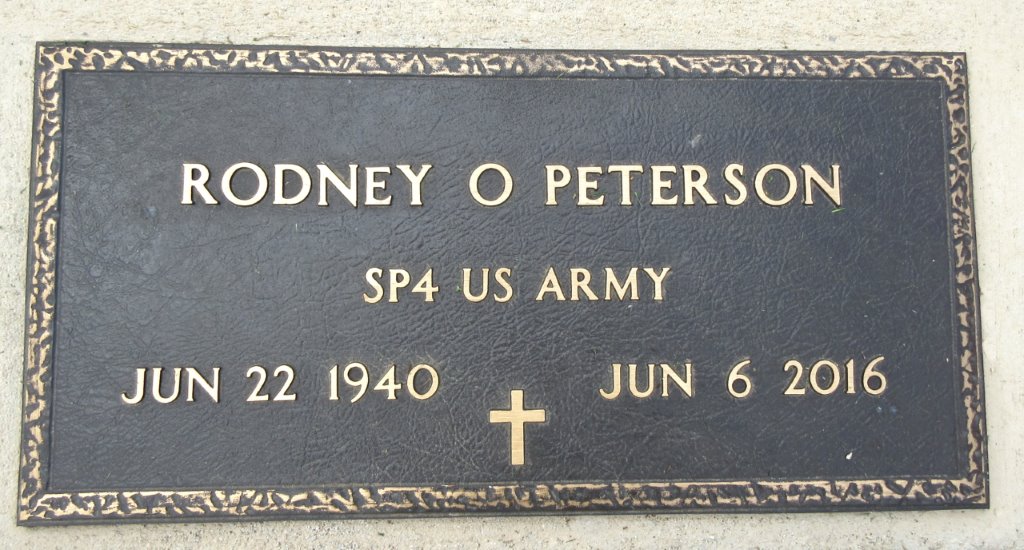 RODNEY O PETERSON
SP4 US ARMY
JUN 22 1940 JUN 6 2016